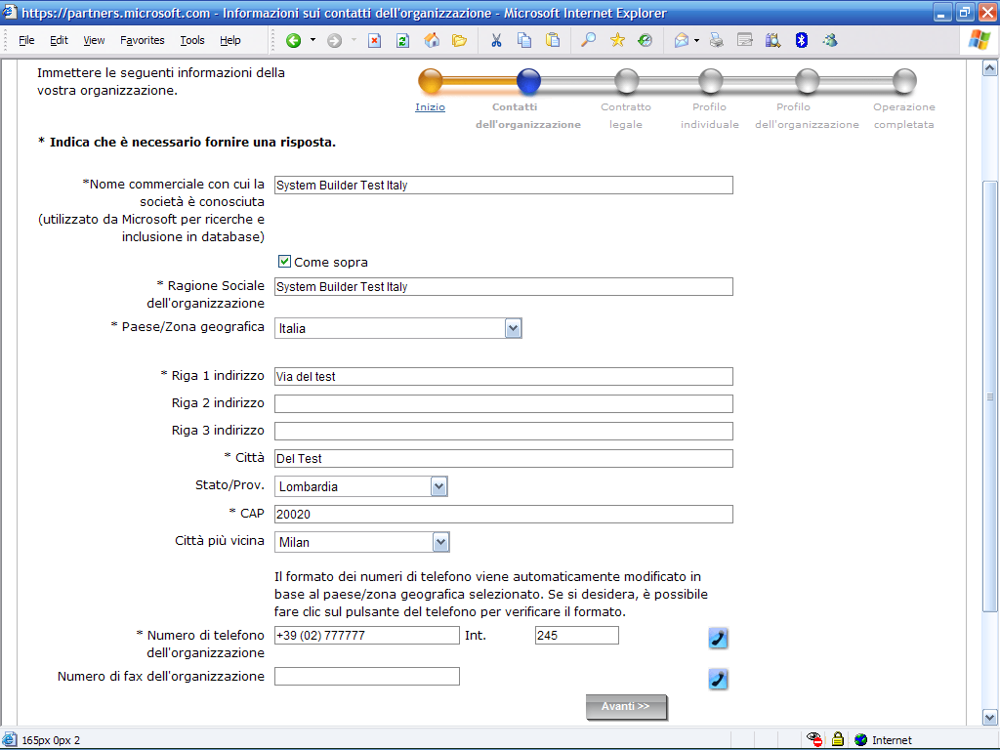 https://partners.microsoft.com - Informazioni sui contatti dell'organizzazione - Microsoft Internet Explorer
File Edit View Favorites Tools Help
Immettere le seguenti informazioni della
vostra organizzazione.
Inizio Contatti Contratto Profilo Profilo Operazione
dell'organizzazione legale individuale dell'organizzazione completata
* Indica che è necessario fornire una risposta.
*Nome commerciale con cui la System Builder Test Italy
società è conosciuta
(utilizzato da Microsoft per ricerche e
inclusione in database)
Come sopra
* Ragione Sociale System Builder Test Italy
dell'organizzazione
* Paese/Zona geografica Italia
* Riga 1 indirizzo Via del test
Riga 2 indirizzo
Riga 3 indirizzo
* Città Del Test
Stato/Prov. Lombardia
* CAP 20020
Città più vicina Milan
Il formato dei numeri di telefono viene automaticamente modificato in
base al paese/zona geografica selezionato. Se si desidera, è possibile
fare clic sul pulsante del telefono per verificare il formato.
* Numero di telefono +39 (02) 777777 Int. 245
dell'organizzazione
Numero di fax dell'organizzazione
Avanti >>
165px 0px 2 Internet